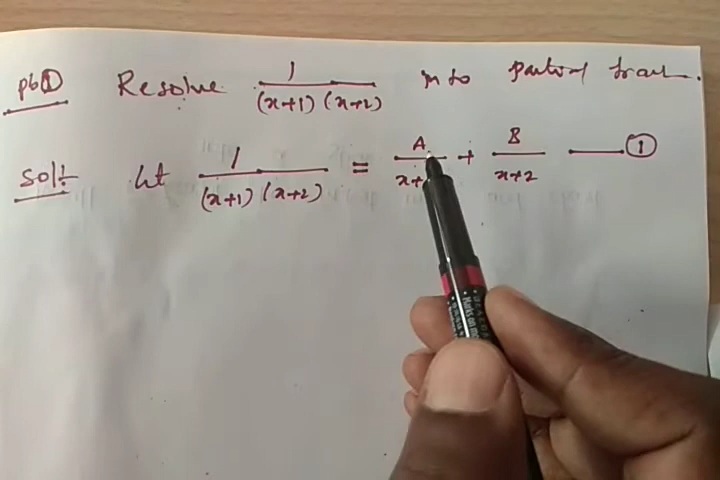 pb① Resolve 1/((x+1)(x+2)) into partial fract.
Sol:- let 1/((x+1)(x+2)) = A/(x+ + B/(x+2) — ①